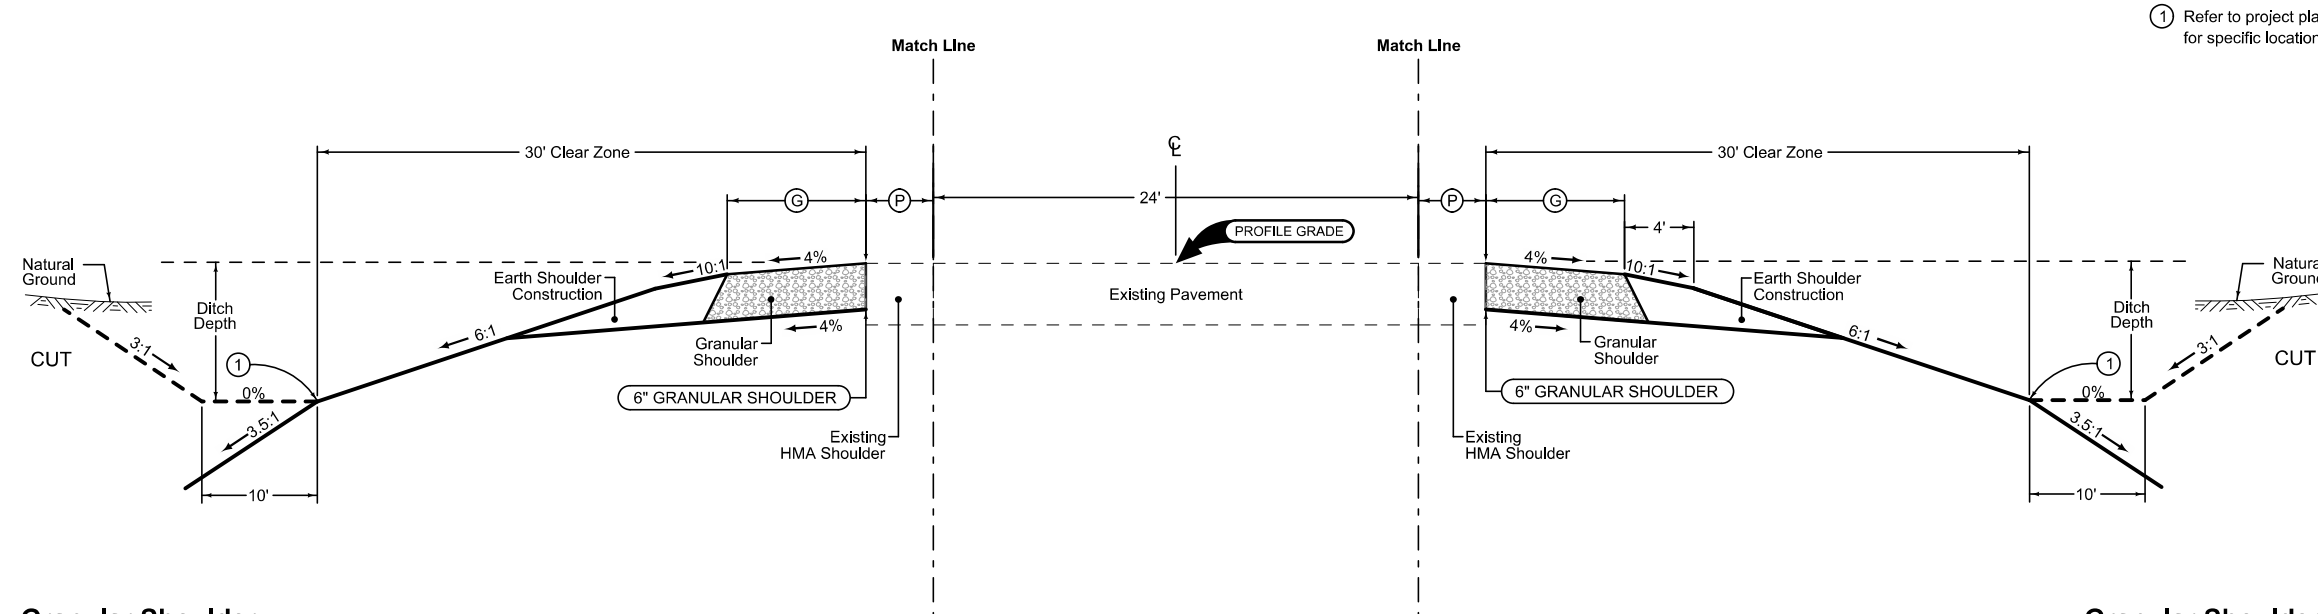 1 Refer to project
for specific
Match LIne
Match LIne
30' Clear Zone
℄
30' Clear Zone
G
P
24'
P
G
4'
PROFILE GRADE
Natural
Ground
Ditch
Depth
Earth Shoulder
Construction
10:1
4%
Existing Pavement
4%
10:1
Earth Shoulder
Construction
Ditch
Depth
3:1
CUT
6:1
4%
Granular
Shoulder
4%
Granular
Shoulder
6:1
3:1
CUT
1
0%
6" GRANULAR SHOULDER
6" GRANULAR SHOULDER
1
0%
3.5:1
Existing
HMA Shoulder
Existing
HMA Shoulder
3.5:1
10'
10'